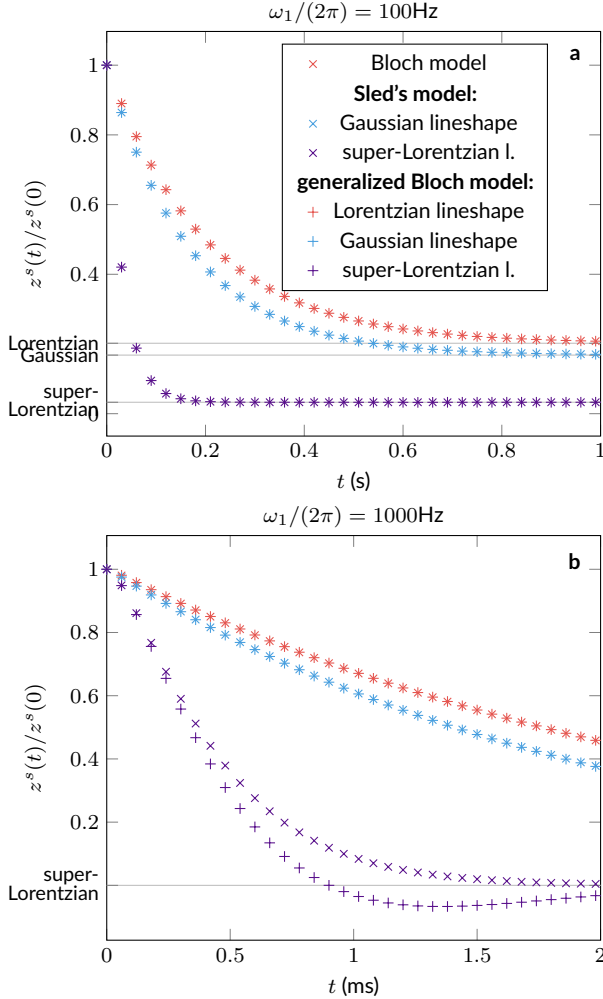 ω₁/(2π) = 100Hz
a
1
0.8
0.4
0
Lorentzian
Gaussian
super-
Lorentzian
z^s(t)/z^s(0)
Bloch model
Sled's model:
Gaussian lineshape
super-Lorentzian l.
generalized Bloch model:
Lorentzian lineshape
Gaussian lineshape
super-Lorentzian l.
0 0.2 0.4 0.6 0.8 1
t (s)
ω₁/(2π) = 1000Hz
b
1
0.8
0.6
0.4
0.2
super-
Lorentzian
z^s(t)/z^s(0)
0 0.5 1 1.5 2
t (ms)